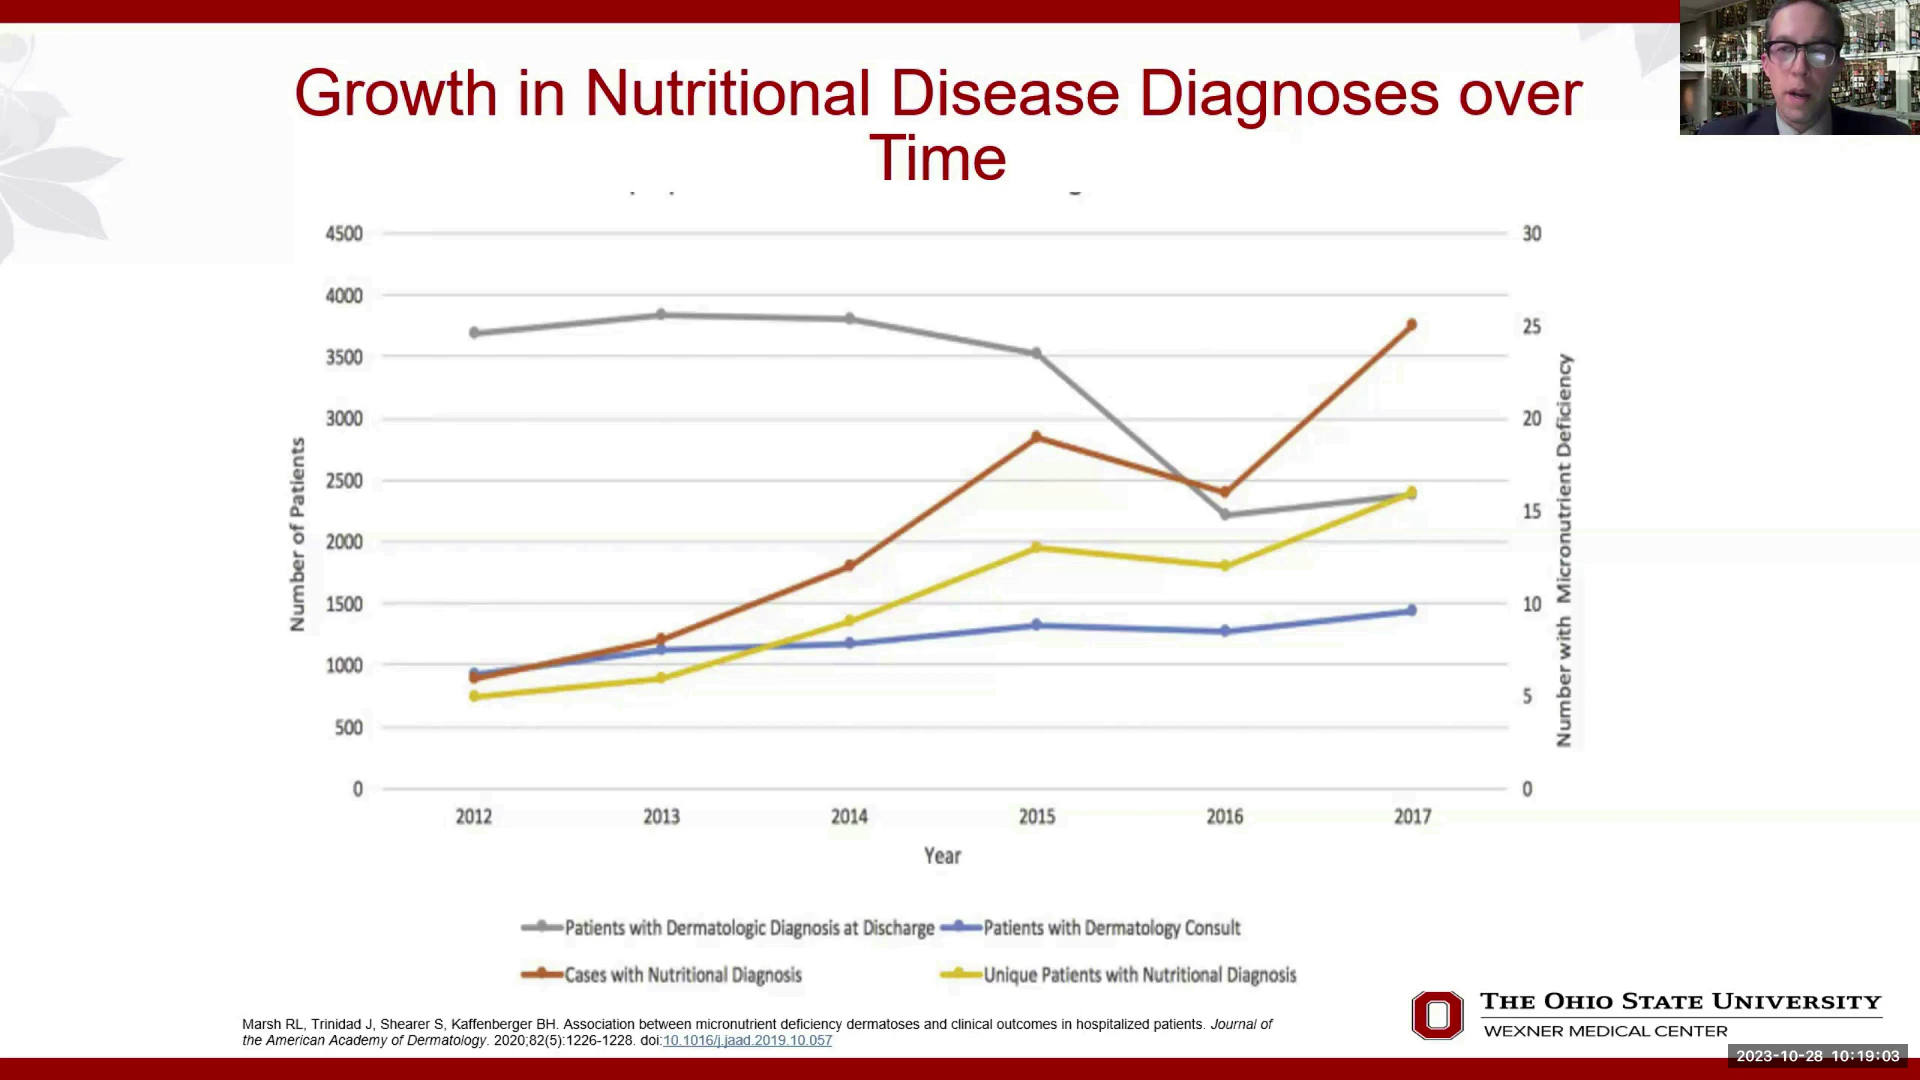 Growth in Nutritional Disease Diagnoses over
Time
4500
4000
3500
3000
2500
2000
1500
1000
500
0
Number of Patients
30
25
20
15
10
5
0
Number with Micronutrient Deficiency
2012 2013 2014 2015 2016 2017
Year
Patients with Dermatologic Diagnosis at Discharge Patients with Dermatology Consult
Cases with Nutritional Diagnosis Unique Patients with Nutritional Diagnosis
Marsh RL, Trinidad J, Shearer S, Kaffenberger BH. Association between micronutrient deficiency dermatoses and clinical outcomes in hospitalized patients. Journal of
the American Academy of Dermatology. 2020;82(5):1226-1228. doi:10.1016/j.jaad.2019.10.057
THE OHIO STATE UNIVERSITY
WEXNER MEDICAL CENTER
2023-10-28 10:19:03